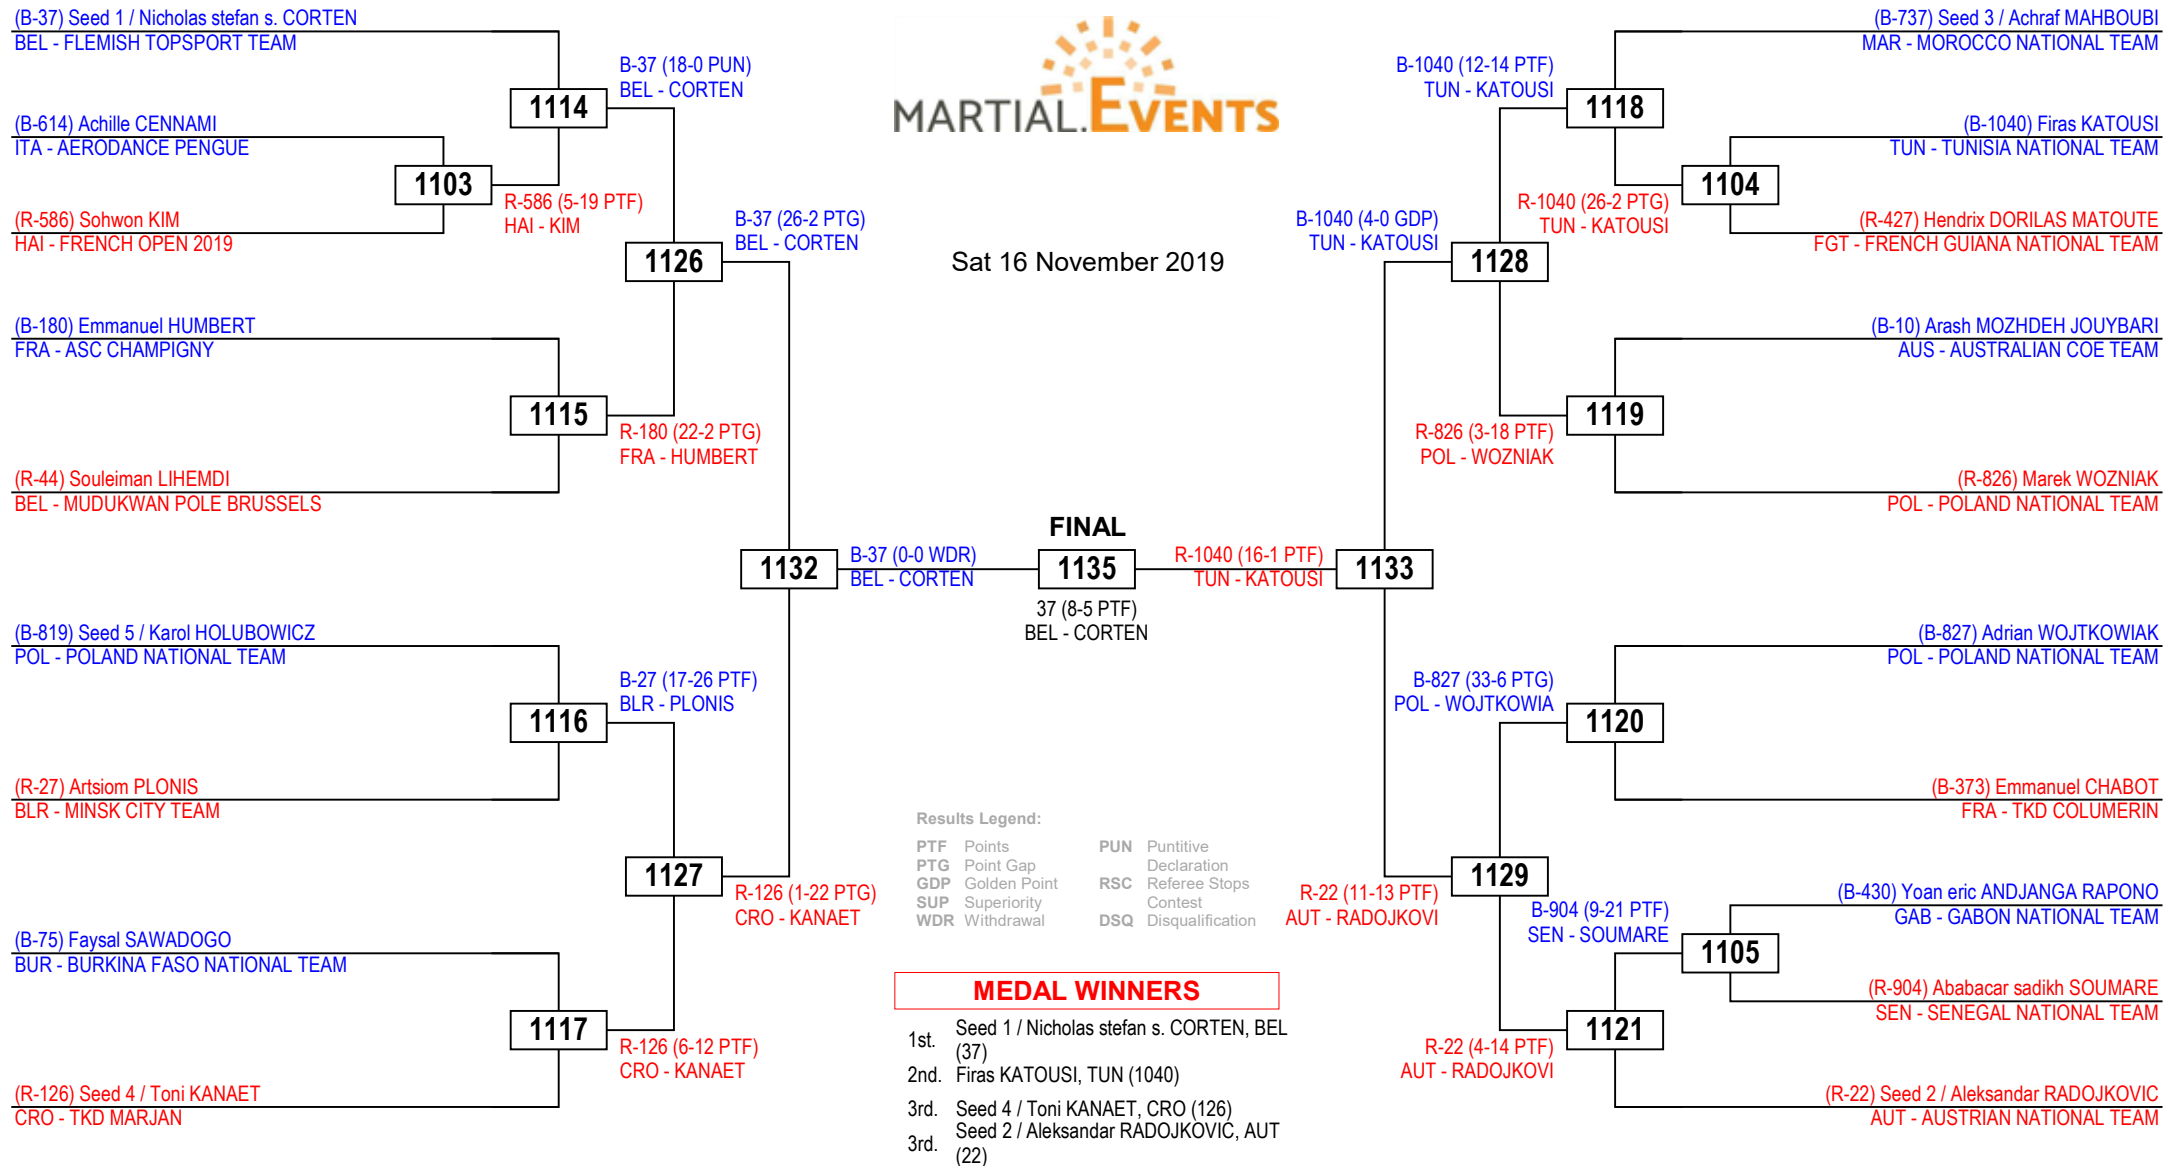 (B-37) Seed 1 / Nicholas stefan s. CORTEN
BEL - FLEMISH TOPSPORT TEAM
B-37 (18-0 PUN)
BEL - CORTEN
1114
(B-614) Achille CENNAMI
ITA - AERODANCE PENGUE
1103
R-586 (5-19 PTF)
HAI - KIM
(R-586) Sohwon KIM
HAI - FRENCH OPEN 2019
B-37 (26-2 PTG)
BEL - CORTEN
1126
(B-180) Emmanuel HUMBERT
FRA - ASC CHAMPIGNY
1115
R-180 (22-2 PTG)
FRA - HUMBERT
(R-44) Souleiman LIHEMDI
BEL - MUDUKWAN POLE BRUSSELS
1132
B-37 (0-0 WDR)
BEL - CORTEN
(B-819) Seed 5 / Karol HOLUBOWICZ
POL - POLAND NATIONAL TEAM
B-27 (17-26 PTF)
BLR - PLONIS
1116
(R-27) Artsiom PLONIS
BLR - MINSK CITY TEAM
1127
R-126 (1-22 PTG)
CRO - KANAET
(B-75) Faysal SAWADOGO
BUR - BURKINA FASO NATIONAL TEAM
1117
R-126 (6-12 PTF)
CRO - KANAET
(R-126) Seed 4 / Toni KANAET
CRO - TKD MARJAN
MARTIAL.EVENTS
Sat 16 November 2019
FINAL
1135
37 (8-5 PTF)
BEL - CORTEN
Results Legend:
PTF Points
PTG Point Gap
GDP Golden Point
SUP Superiority
WDR Withdrawal
PUN Puntitive
Declaration
RSC Referee Stops
Contest
DSQ Disqualification
MEDAL WINNERS
1st. Seed 1 / Nicholas stefan s. CORTEN, BEL
(37)
2nd. Firas KATOUSI, TUN (1040)
3rd. Seed 4 / Toni KANAET, CRO (126)
3rd. Seed 2 / Aleksandar RADOJKOVIC, AUT
(22)
(B-737) Seed 3 / Achraf MAHBOUBI
MAR - MOROCCO NATIONAL TEAM
B-1040 (12-14 PTF)
TUN - KATOUSI
1118
(B-1040) Firas KATOUSI
TUN - TUNISIA NATIONAL TEAM
1104
R-1040 (26-2 PTG)
TUN - KATOUSI
(R-427) Hendrix DORILAS MATOUTE
FGT - FRENCH GUIANA NATIONAL TEAM
B-1040 (4-0 GDP)
TUN - KATOUSI
1128
(B-10) Arash MOZHDEH JOUYBARI
AUS - AUSTRALIAN COE TEAM
1119
R-826 (3-18 PTF)
POL - WOZNIAK
(R-826) Marek WOZNIAK
POL - POLAND NATIONAL TEAM
R-1040 (16-1 PTF)
TUN - KATOUSI
1133
(B-827) Adrian WOJTKOWIAK
POL - POLAND NATIONAL TEAM
B-827 (33-6 PTG)
POL - WOJTKOWIA
1120
(B-373) Emmanuel CHABOT
FRA - TKD COLUMERIN
1129
R-22 (11-13 PTF)
AUT - RADOJKOVI
(B-430) Yoan eric ANDJANGA RAPONO
GAB - GABON NATIONAL TEAM
B-904 (9-21 PTF)
SEN - SOUMARE
1105
(R-904) Ababacar sadikh SOUMARE
SEN - SENEGAL NATIONAL TEAM
1121
R-22 (4-14 PTF)
AUT - RADOJKOVI
(R-22) Seed 2 / Aleksandar RADOJKOVIC
AUT - AUSTRIAN NATIONAL TEAM